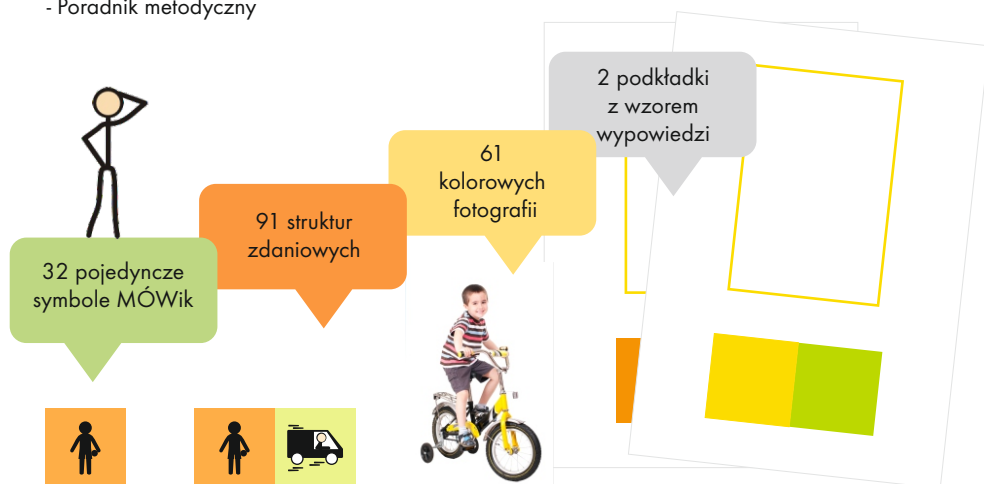 - Poradnik metodyczny
2 podkładki
z wzorem
wypowiedzi
61
kolorowych
fotografii
91 struktur
zdaniowych
32 pojedyncze
symbole MÓWik